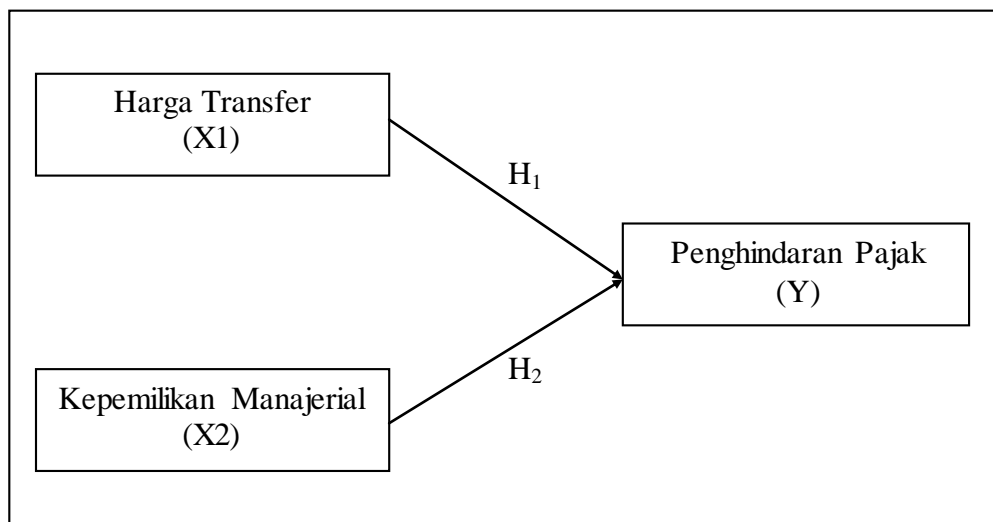 Harga Transfer
(X1)
H₁
Penghindaran Pajak
(Y)
H₂
Kepemilikan Manajerial
(X2)